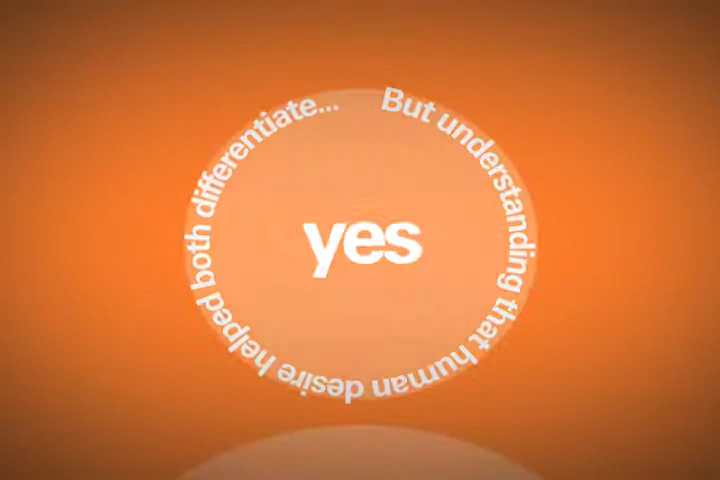 But understanding that human desire helped both differentiate...
yes